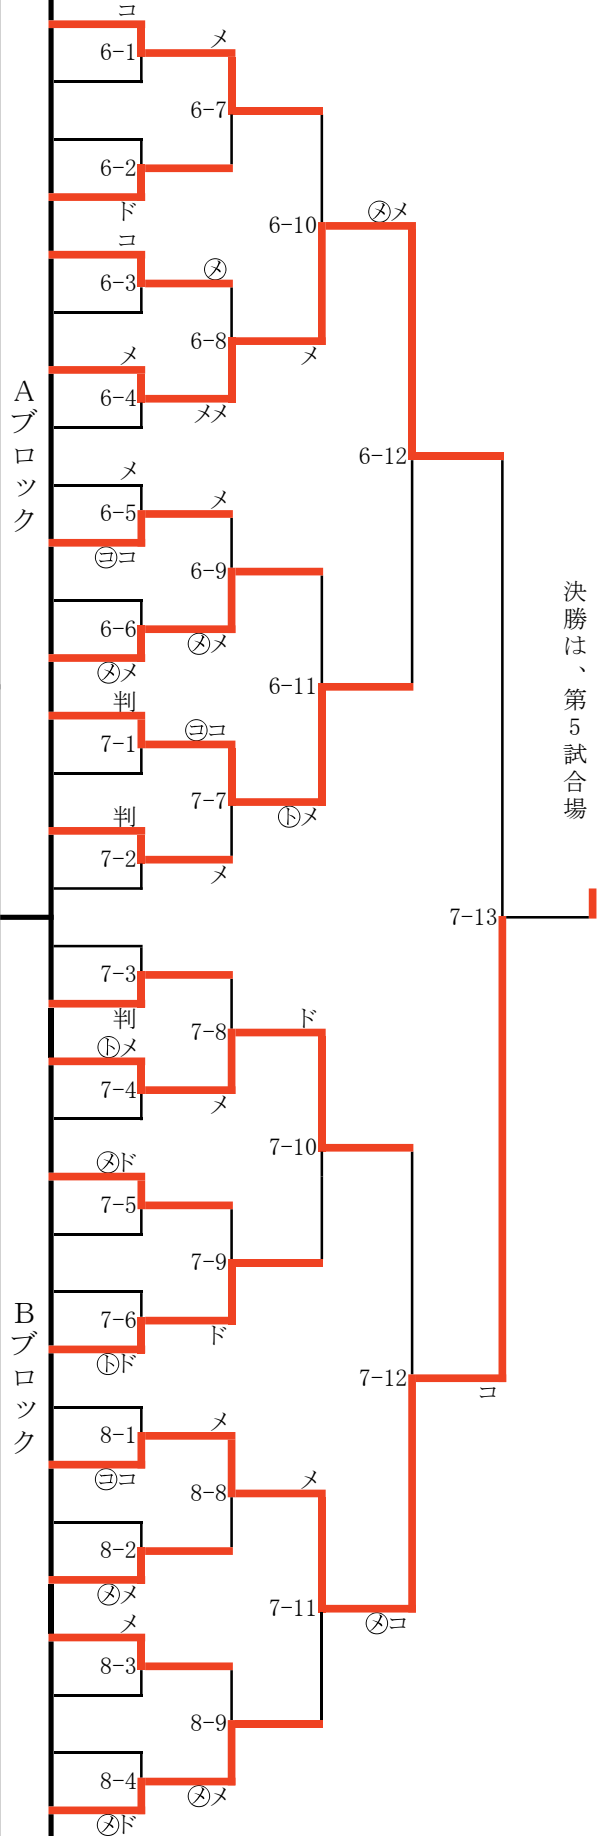 コ
6-1
メ
6-7
6-2
ド
コ
6-3
㋱
6-8
メ
メ
6-4
メメ
6-10
㋱メ
Aブロック
メ
6-5
㋙コ
メ
6-9
6-6
㋱メ
㋱メ
6-12
6-11
判
7-1
㋙コ
7-7
㋣メ
判
7-2
メ
決勝は、第5試合場
7-13
7-3
判
7-8
ド
㋣メ
7-4
メ
7-10
㋱ド
7-5
7-9
7-6
㋣ド
ド
Bブロック
7-12
コ
8-1
㋙コ
メ
8-8
メ
8-2
㋱メ
7-11
㋱コ
メ
8-3
8-9
8-4
㋱ド
㋱メ